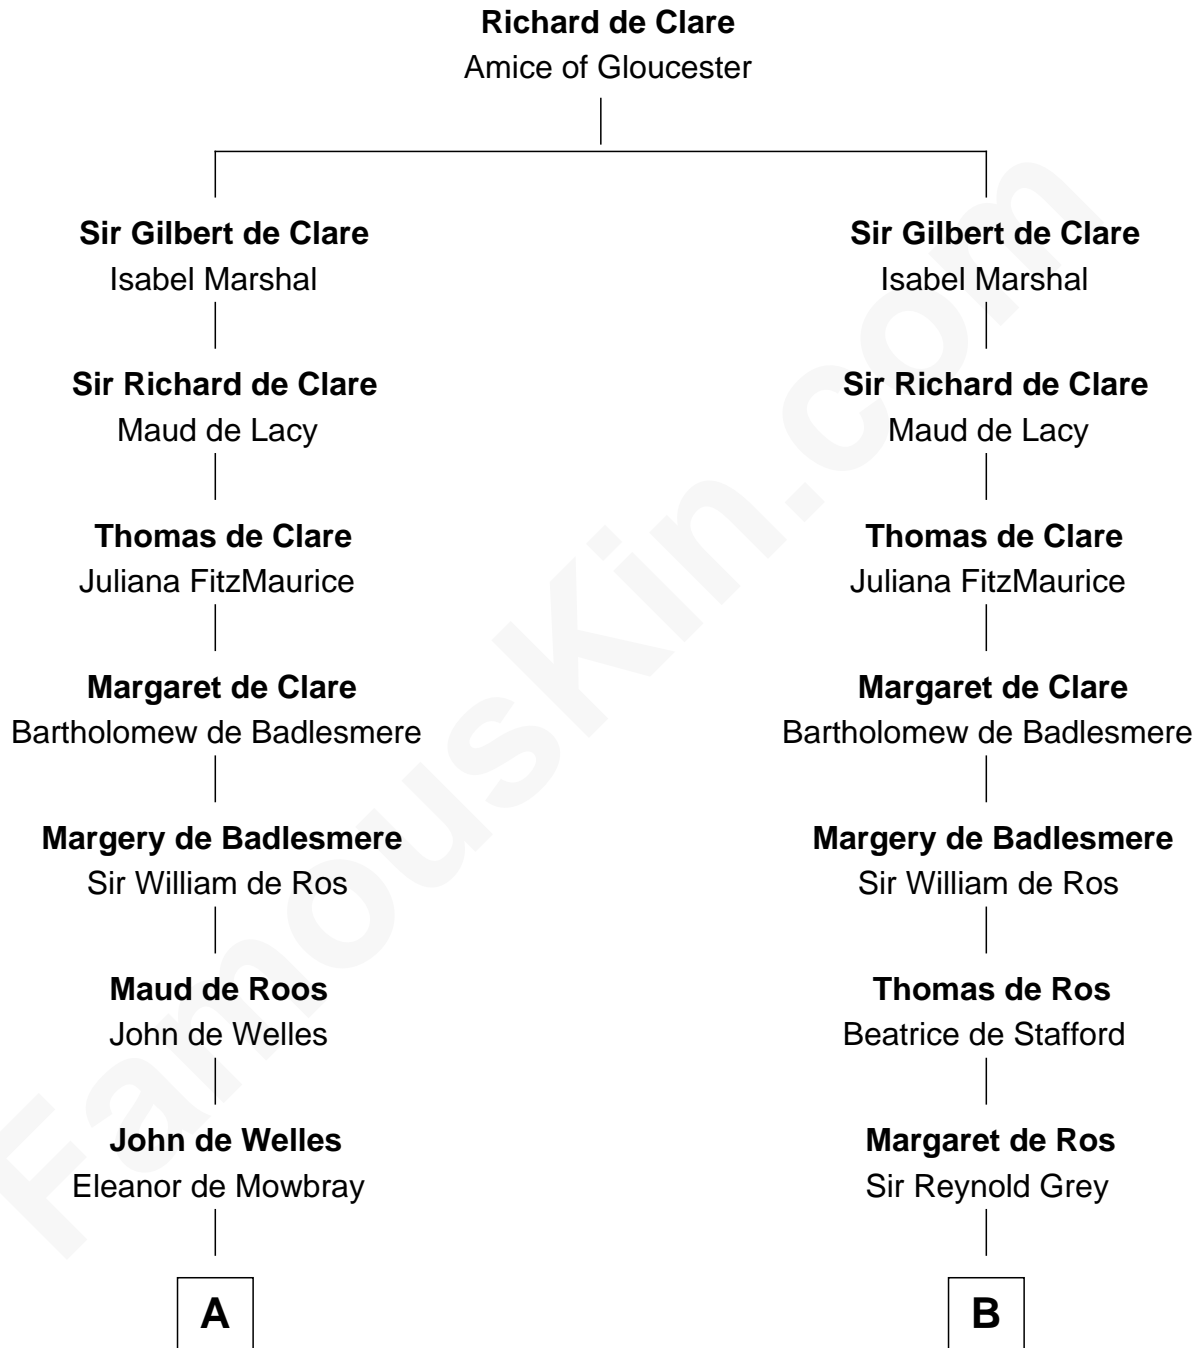 Richard de Clare
Amice of Gloucester
Sir Gilbert de Clare
Isabel Marshal
Sir Richard de Clare
Maud de Lacy
Thomas de Clare
Juliana FitzMaurice
Margaret de Clare
Bartholomew de Badlesmere
Margery de Badlesmere
Sir William de Ros
Maud de Roos
John de Welles
John de Welles
Eleanor de Mowbray
A
Sir Gilbert de Clare
Isabel Marshal
Sir Richard de Clare
Maud de Lacy
Thomas de Clare
Juliana FitzMaurice
Margaret de Clare
Bartholomew de Badlesmere
Margery de Badlesmere
Sir William de Ros
Thomas de Ros
Beatrice de Stafford
Margaret de Ros
Sir Reynold Grey
B
FamousKin.com